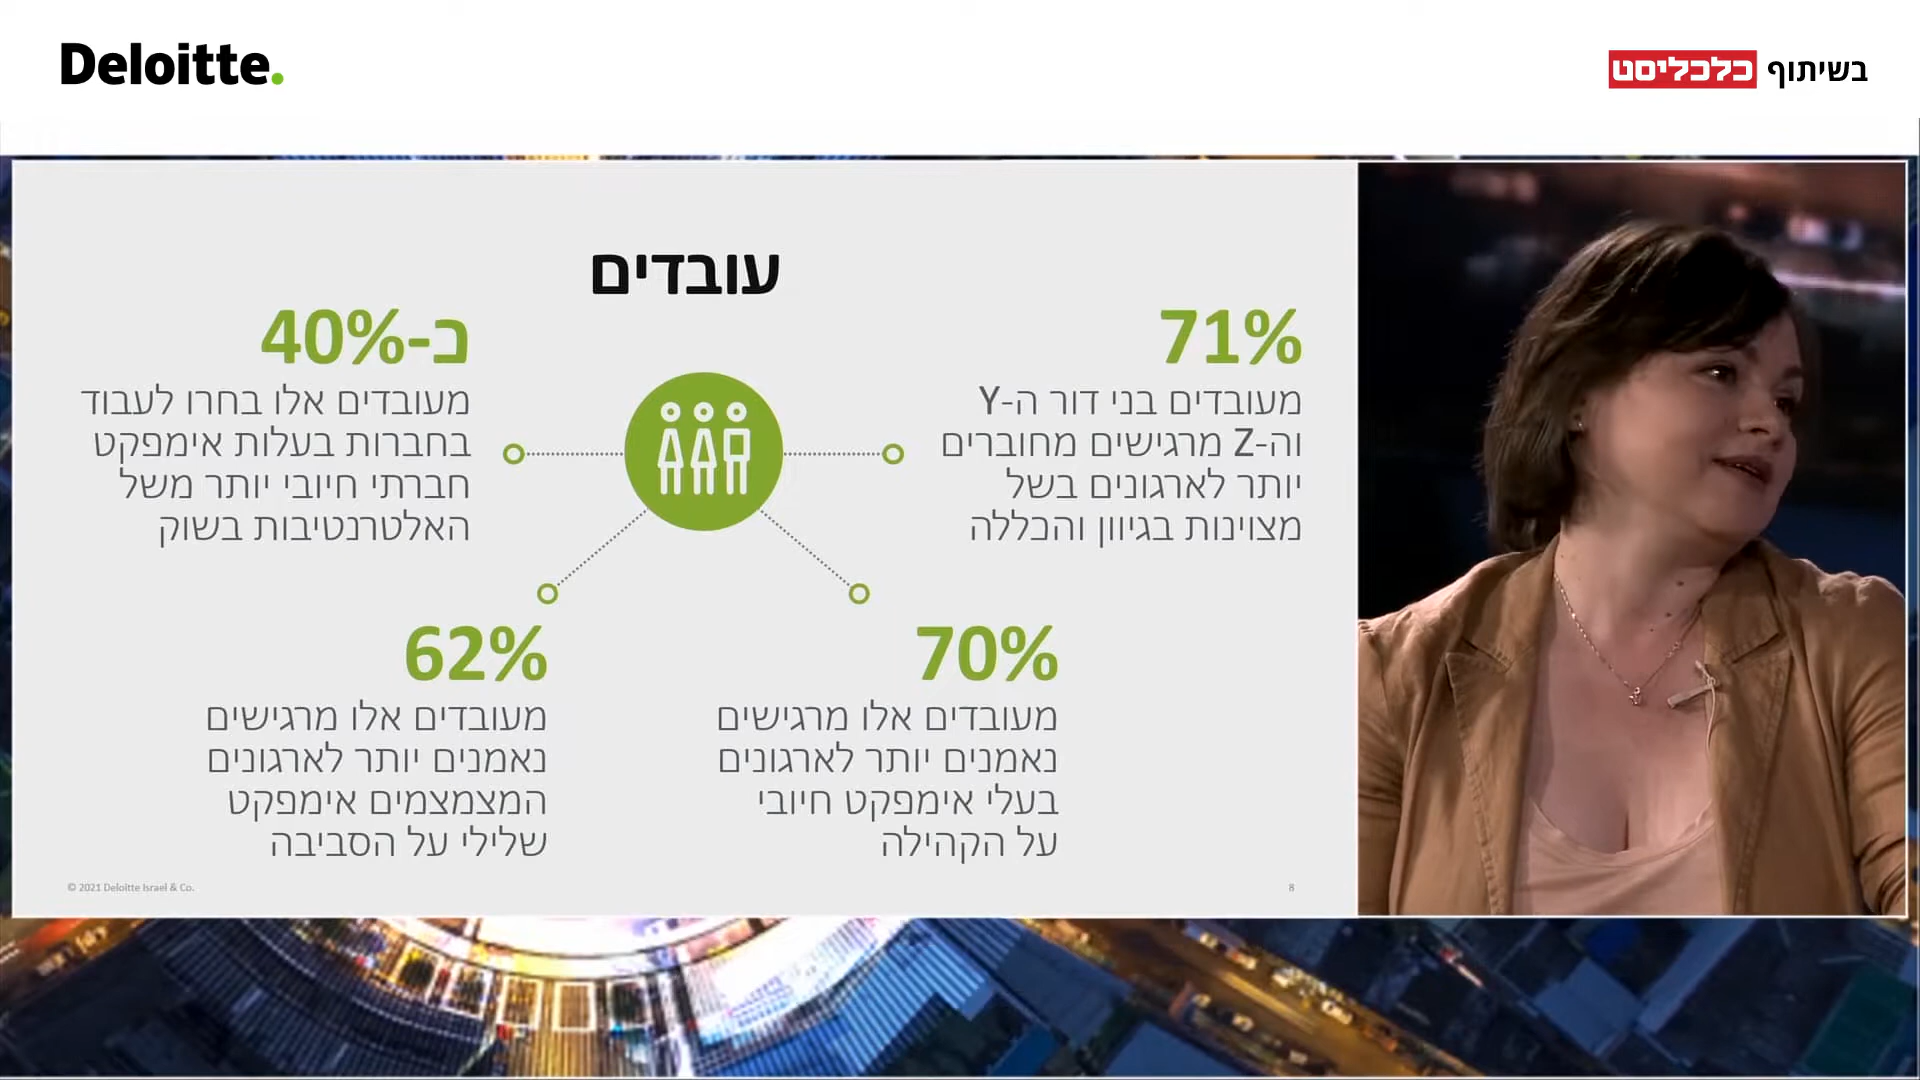 Deloitte.
בשיתוף כלכליסט
עובדים
71%
מעובדים בני דור ה-Y
וה-Z מרגישים מחוברים
יותר לארגונים בשל
מצוינות בגיוון והכללה
כ-40%
מעובדים אלו בחרו לעבוד
בחברות בעלות אימפקט
חברתי חיובי יותר משל
האלטרנטיבות בשוק
70%
מעובדים אלו מרגישים
נאמנים יותר לארגונים
בעלי אימפקט חיובי
על הקהילה
62%
מעובדים אלו מרגישים
נאמנים יותר לארגונים
המצמצמים אימפקט
שלילי על הסביבה
© 2021 Deloitte Israel & Co.
8